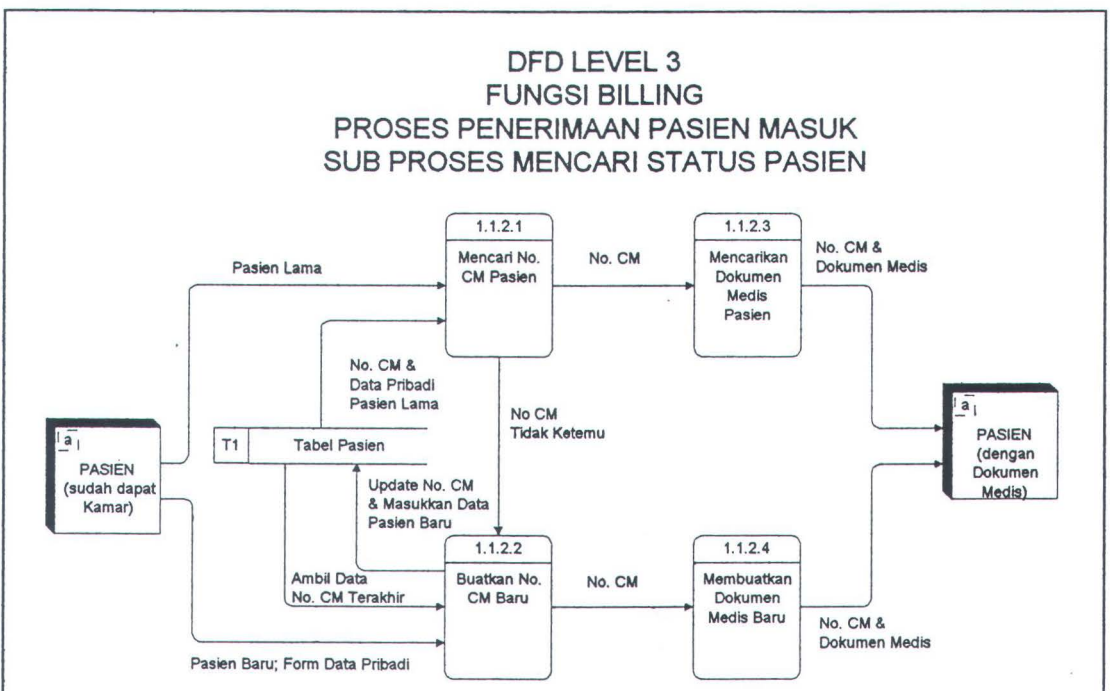 DFD LEVEL 3
FUNGSI BILLING
PROSES PENERIMAAN PASIEN MASUK
SUB PROSES MENCARI STATUS PASIEN
1.1.2.1
Mencari No.
CM Pasien
1.1.2.3
Mencarikan
Dokumen
Medis
Pasien
Pasien Lama
No. CM
No. CM &
Dokumen Medis
No. CM &
Data Pribadi
Pasien Lama
No CM
Tidak Ketemu
a
PASIEN
(sudah dapat
Kamar)
T1
Tabel Pasien
a
PASIEN
(dengan
Dokumen
Medis)
Update No. CM
& Masukkan Data
Pasien Baru
1.1.2.2
Buatkan No.
CM Baru
1.1.2.4
Membuatkan
Dokumen
Medis Baru
Ambil Data
No. CM Terakhir
No. CM
No. CM &
Dokumen Medis
Pasien Baru; Form Data Pribadi